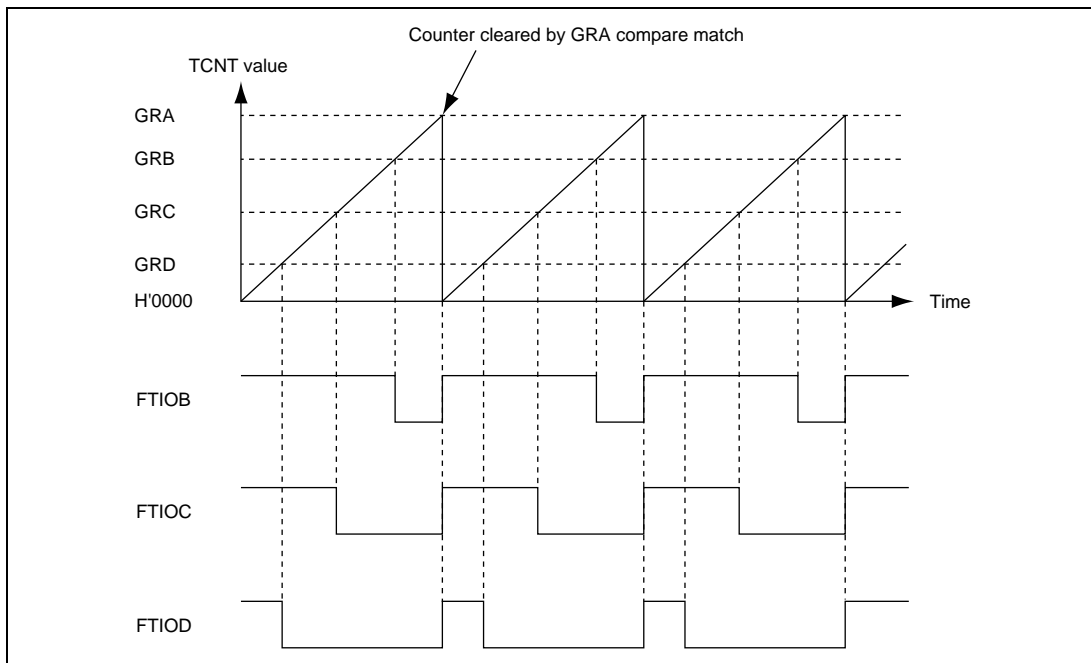 Counter cleared by GRA compare match
TCNT value
GRA
GRB
GRC
GRD
H'0000
Time
FTIOB
FTIOC
FTIOD